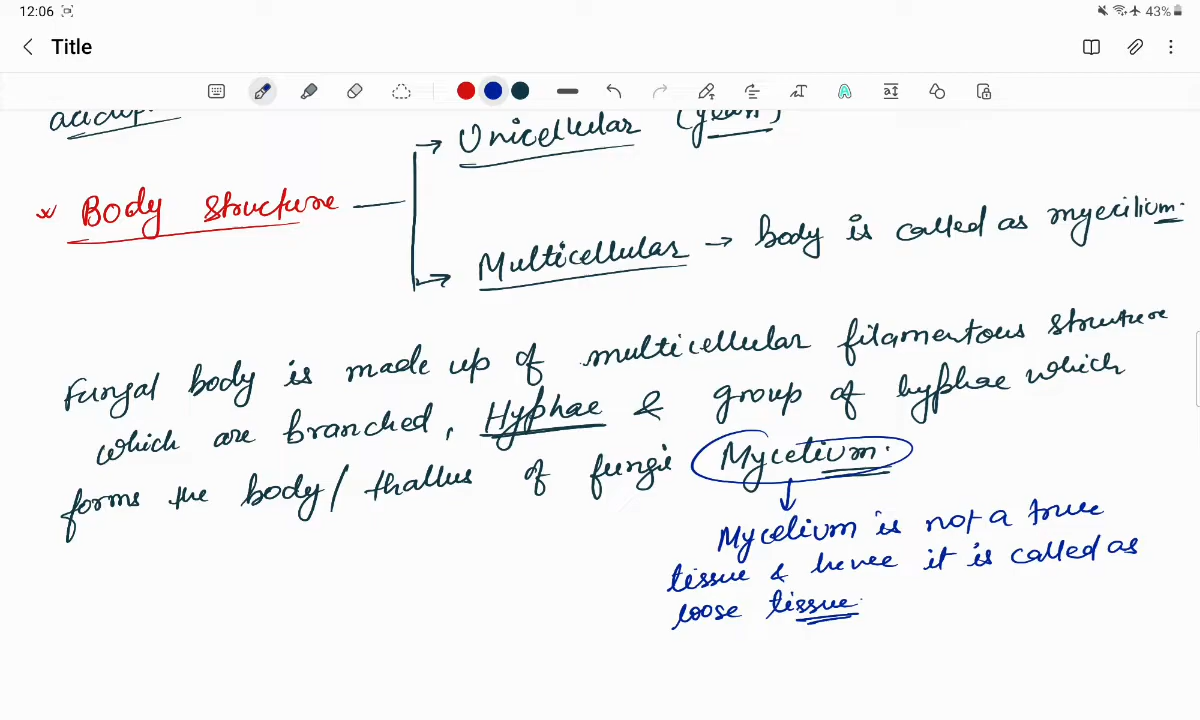 12:06 43%
Title
Unicellular
* Body structure
Multicellular → body is called as myecilium.
Fungal body is made up of multicellular filamentous structure
which are branched, Hyphae & group of hyphae which
forms the body/thallus of fungi Mycelium.
Mycelium is not a true
tissue & hence it is called as
loose tissue.